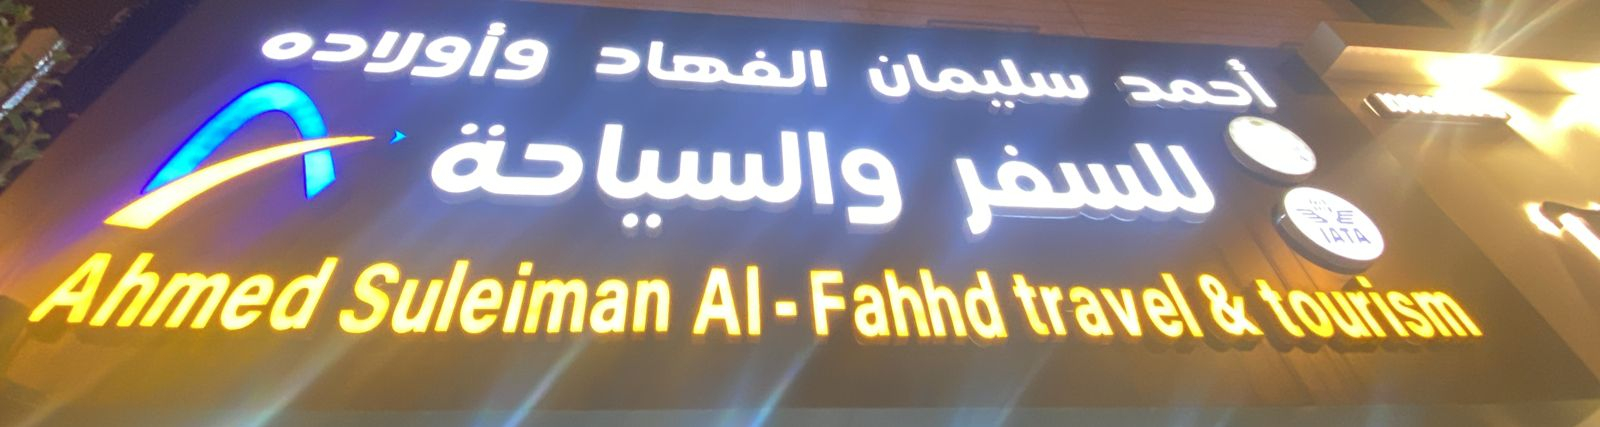 أحمد سليمان الفهاد وأولاده
للسفر والسياحة
IATA
Ahmed Suleiman Al-Fahhd travel & tourism